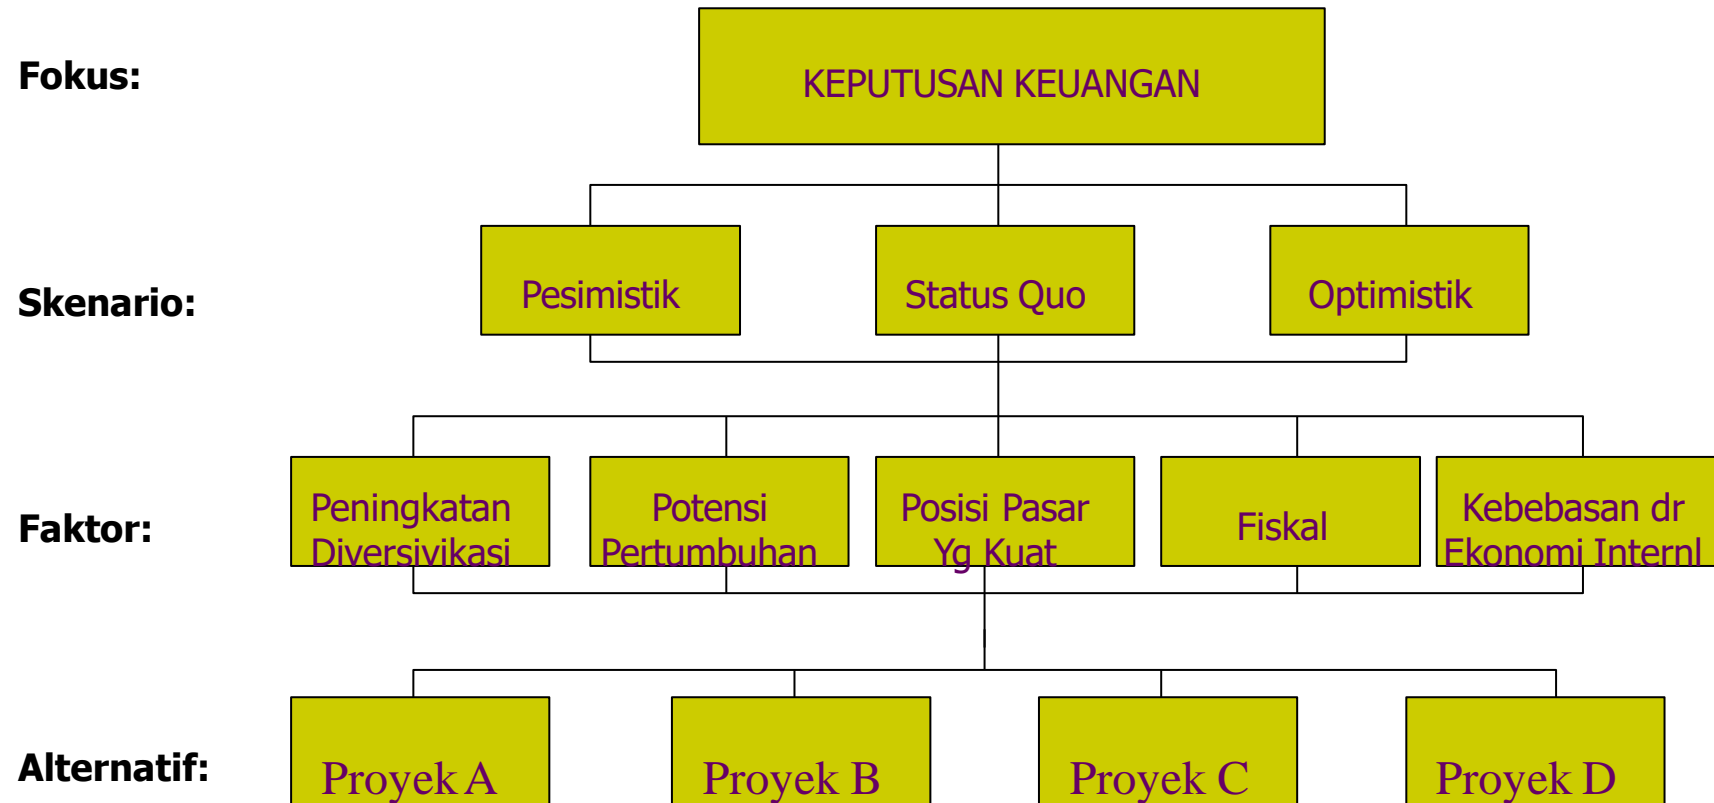 Fokus:
KEPUTUSAN KEUANGAN
Skenario:
Pesimistik
Status Quo
Optimistik
Faktor:
Peningkatan
Diversivikasi
Potensi
Pertumbuhan
Posisi Pasar
Yg Kuat
Fiskal
Kebebasan dr
Ekonomi Internl
Alternatif:
Proyek A
Proyek B
Proyek C
Proyek D